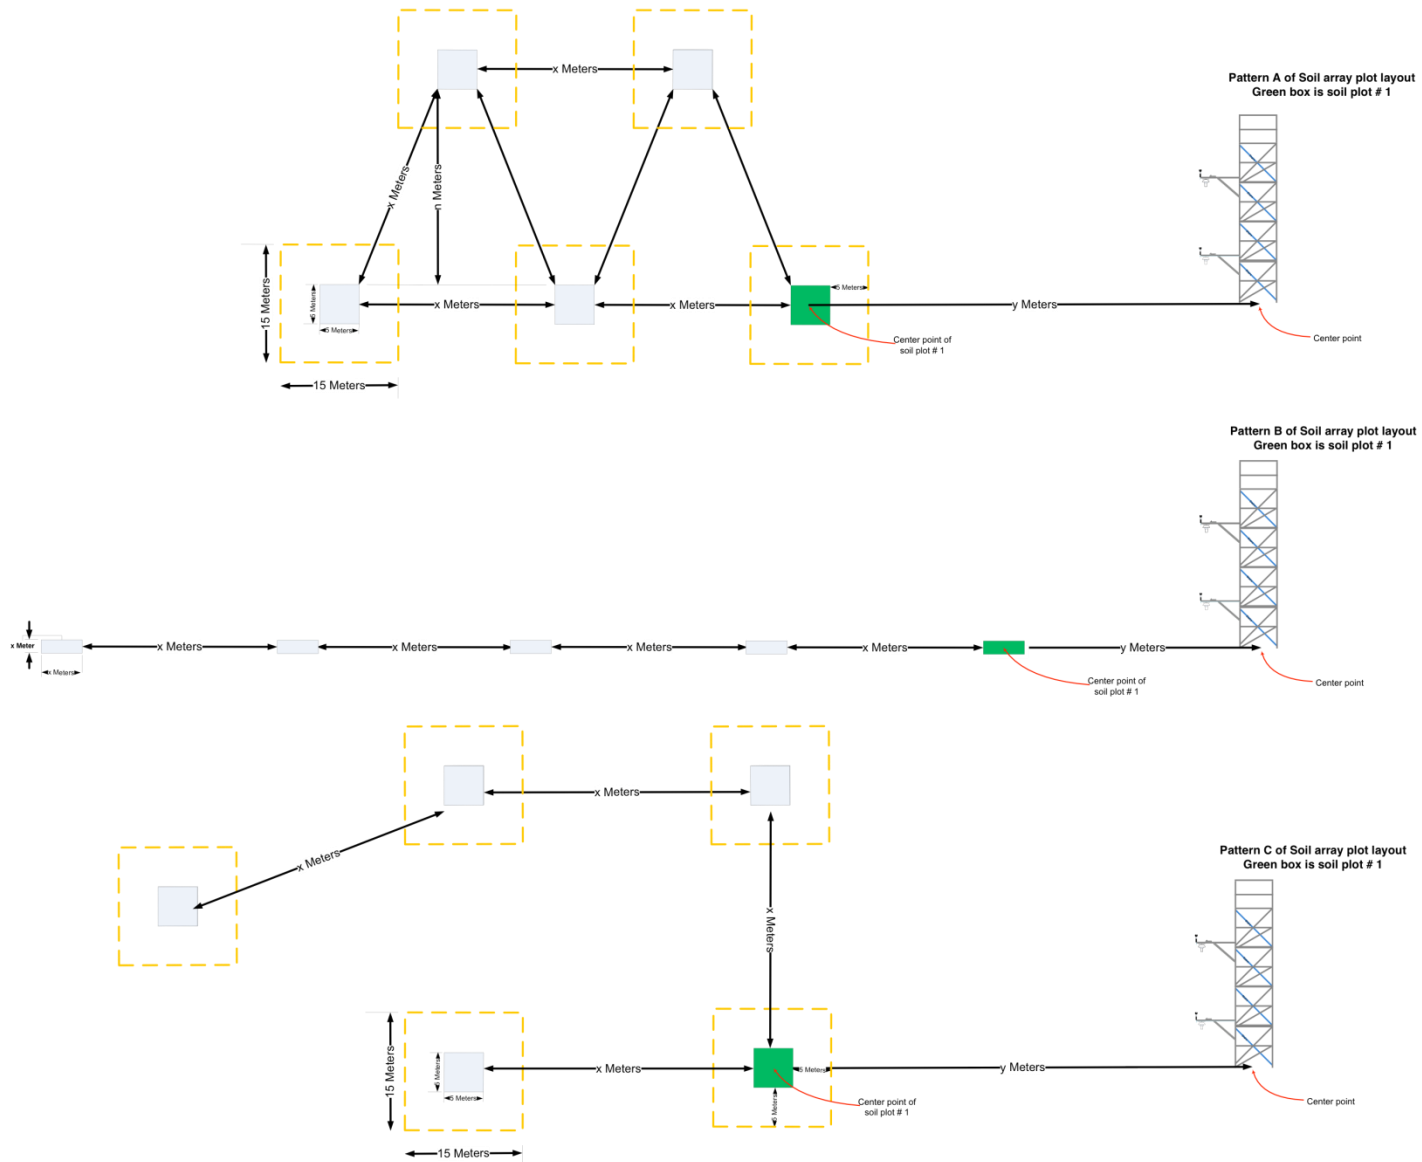 Pattern A of Soil array plot layout
Green box is soil plot # 1
x Meters
x Meters
n Meters
15 Meters
5 Meters
5 Meters
x Meters
x Meters
5 Meters
y Meters
Center point of
soil plot # 1
Center point
15 Meters
Pattern B of Soil array plot layout
Green box is soil plot # 1
x Meter
x Meters
x Meters
x Meters
x Meters
x Meters
y Meters
Center point of
soil plot # 1
Center point
x Meters
x Meters
x Meters
Pattern C of Soil array plot layout
Green box is soil plot # 1
15 Meters
5 Meters
5 Meters
x Meters
5 Meters
5 Meters
y Meters
Center point of
soil plot # 1
Center point
15 Meters